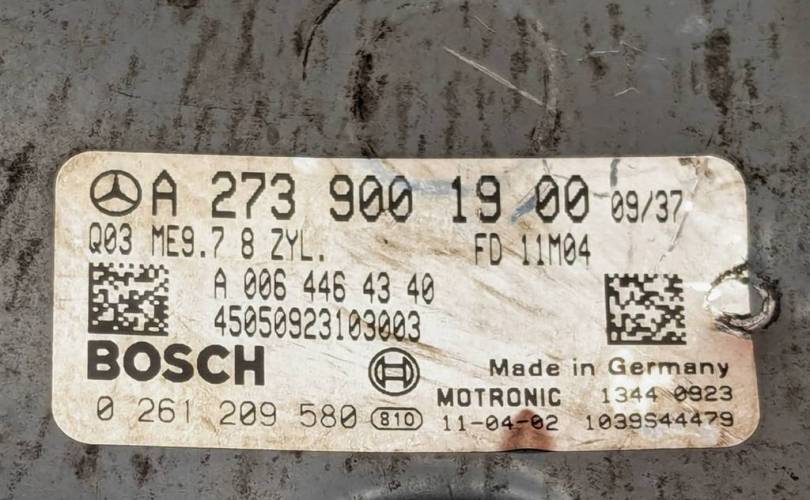 A 273 900 19 00 09/37
Q03 ME9.7 8 ZYL. FD 11M04
A 006 446 43 40
45050923103003
BOSCH
Made in Germany
MOTRONIC 1344 0923
0 261 209 580 810 11-04-02 1039S44479